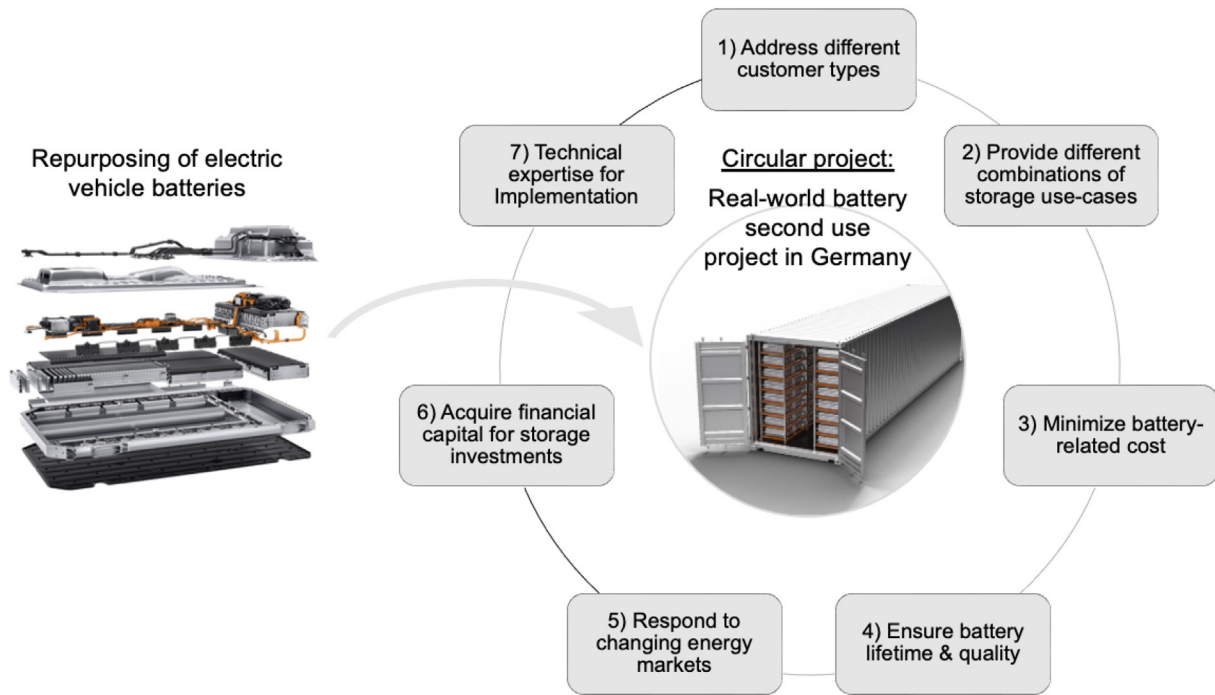 Repurposing of electric
vehicle batteries
1) Address different
customer types
2) Provide different
combinations of
storage use-cases
3) Minimize battery-
related cost
4) Ensure battery
lifetime & quality
5) Respond to
changing energy
markets
6) Acquire financial
capital for storage
investments
7) Technical
expertise for
Implementation
Circular project:
Real-world battery
second use
project in Germany